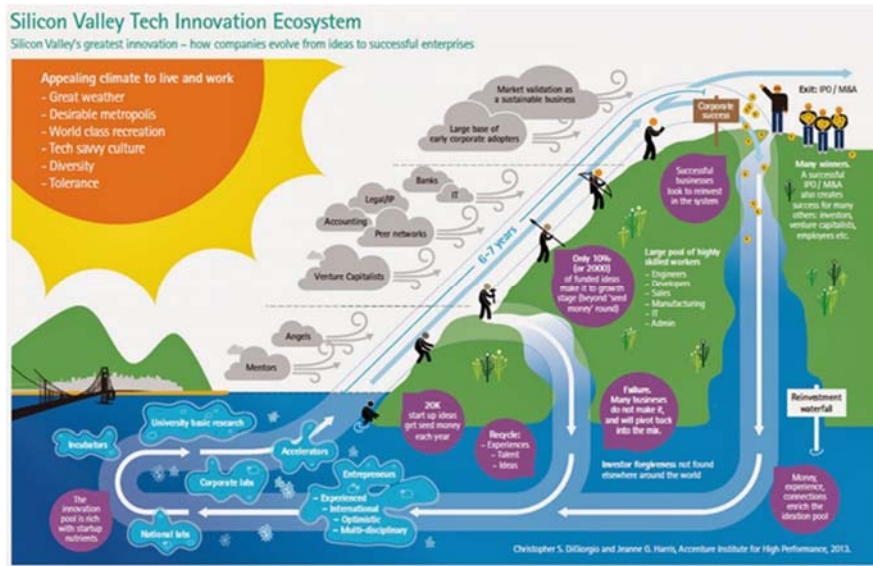 Silicon Valley Tech Innovation Ecosystem
Silicon Valley's greatest innovation – how companies evolve from ideas to successful enterprises
Appealing climate to live and work
- Great weather
- Desirable metropolis
- World class recreation
- Tech savvy culture
- Diversity
- Tolerance
Market validation as
a sustainable business
Large base of
early corporate adopters
Banks
Legal/IP
IT
Accounting
Peer networks
Venture Capitalists
Angels
Mentors
6-7 years
Corporate
success
Exit: IPO / M&A
Many winners.
A successful
IPO / M&A
also creates
success for many
others: investors,
venture capitalists,
employees etc.
Successful
businesses
look to reinvest
in the system
Only 10%
(or 2000)
of funded ideas
make it to growth
stage (beyond 'seed
money' round)
Large pool of highly
skilled workers
- Engineers
- Developers
- Sales
- Manufacturing
- IT
- Admin
20K
start up ideas
get seed money
each year
Recycle:
- Experiences
- Talent
- Ideas
Failure.
Many busineses
do not make it,
and will pivot back
into the mix.
Investor forgiveness not found
elsewhere around the world
Reinvestment
waterfall
Money,
experience,
connections
enrich the
ideation pool
University basic research
Incubators
Accelerators
Corporate labs
Entrepreneurs
- Experienced
- International
- Optimistic
- Multi-disciplinary
National labs
The
innovation
pool is rich
with startup
nutrients
Christopher S. DiGiorgio and Jeanne G. Harris, Accenture Institute for High Performance, 2013.